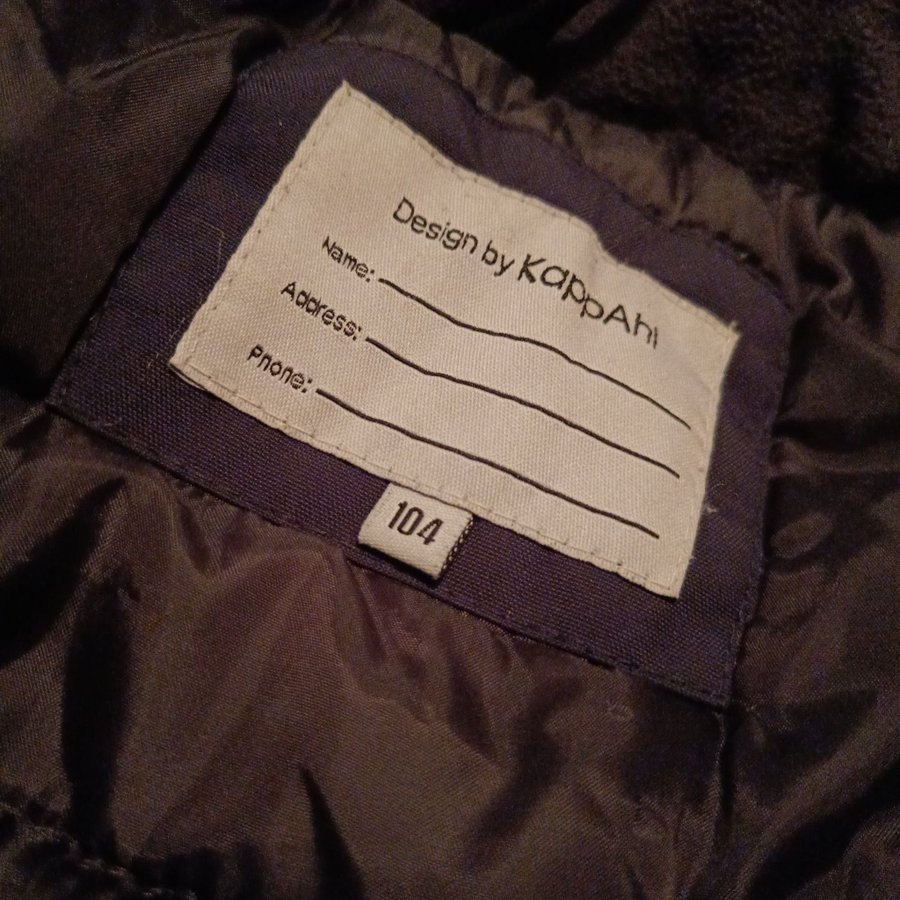 Design by KappAhl
Name:
Address:
Phone:
104